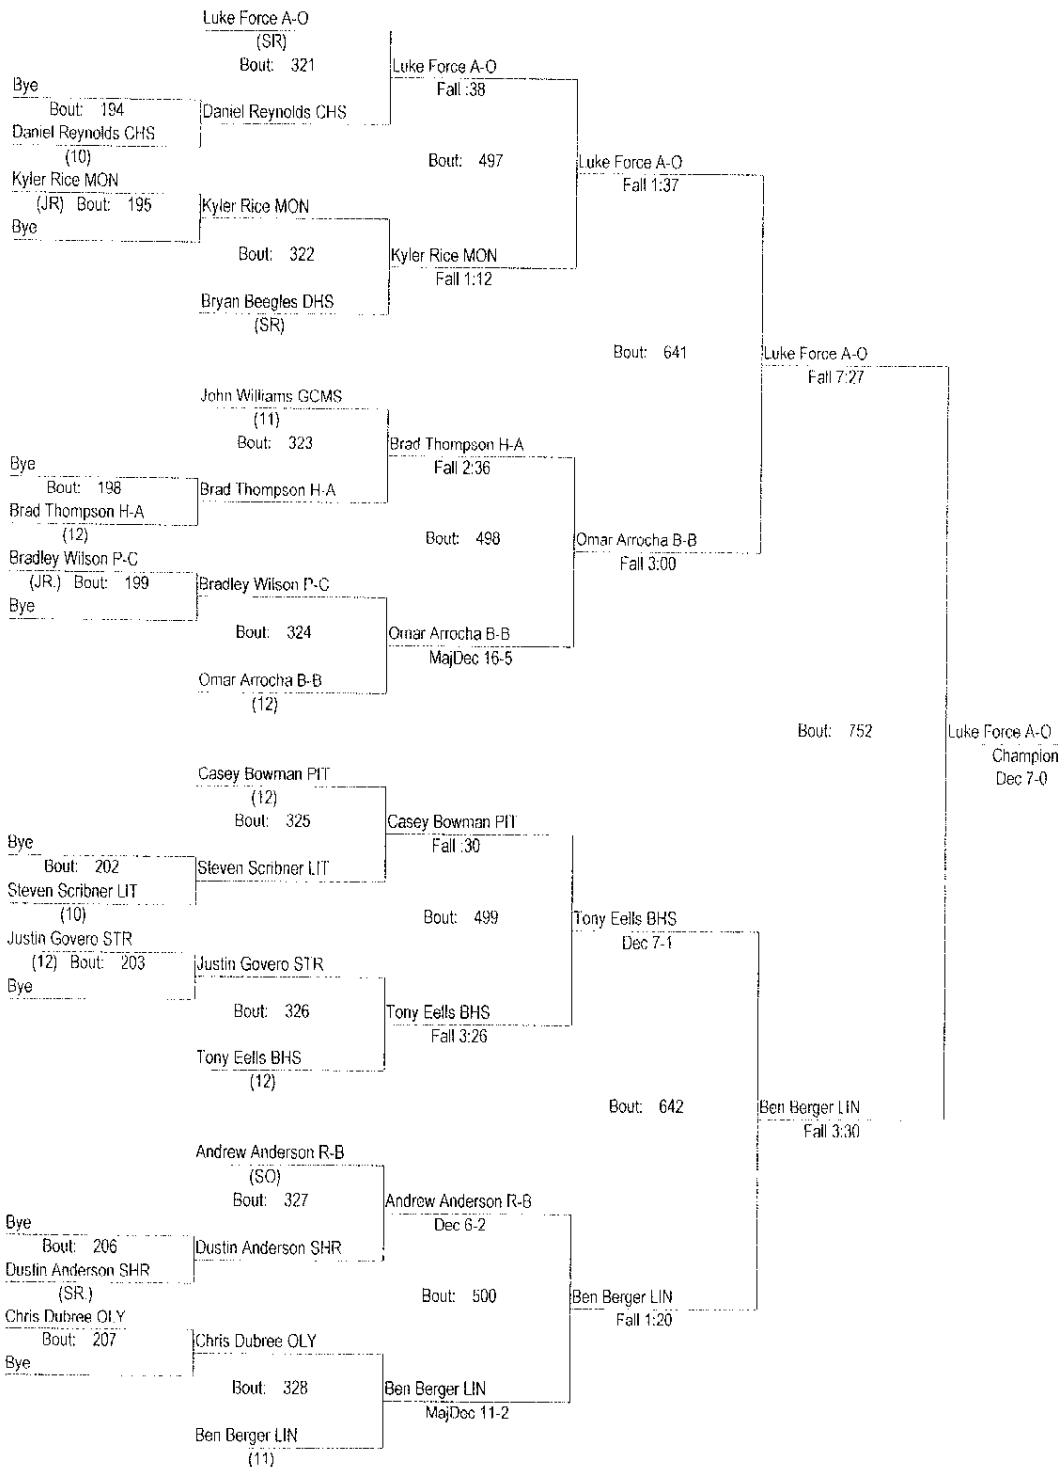 Luke Force A-O
(SR)
Bout: 321
Luke Force A-O
Fall :38
Bye
Bout: 194
Daniel Reynolds CHS
Daniel Reynolds CHS
(10)
Bout: 497
Luke Force A-O
Fall 1:37
Kyler Rice MON
(JR) Bout: 195
Kyler Rice MON
Bye
Bout: 322
Kyler Rice MON
Fall 1:12
Bryan Beegles DHS
(SR)
Bout: 641
Luke Force A-O
Fall 7:27
John Williams GCMS
(11)
Bout: 323
Brad Thompson H-A
Fall 2:36
Bye
Bout: 198
Brad Thompson H-A
Brad Thompson H-A
(12)
Bout: 498
Omar Arrocha B-B
Fall 3:00
Bradley Wilson P-C
(JR.) Bout: 199
Bradley Wilson P-C
Bye
Bout: 324
Omar Arrocha B-B
MajDec 16-5
Omar Arrocha B-B
(12)
Bout: 752
Luke Force A-O
Champion
Dec 7-0
Casey Bowman PIT
(12)
Bout: 325
Casey Bowman PIT
Fall :30
Bye
Bout: 202
Steven Scribner LIT
Steven Scribner LIT
(10)
Bout: 499
Tony Eells BHS
Dec 7-1
Justin Govero STR
(12) Bout: 203
Justin Govero STR
Bye
Bout: 326
Tony Eells BHS
Fall 3:26
Tony Eells BHS
(12)
Bout: 642
Ben Berger LIN
Fall 3:30
Andrew Anderson R-B
(SO)
Bout: 327
Andrew Anderson R-B
Dec 6-2
Bye
Bout: 206
Dustin Anderson SHR
Dustin Anderson SHR
(SR.)
Bout: 500
Ben Berger LIN
Fall 1:20
Chris Dubree OLY
Bout: 207
Chris Dubree OLY
Bye
Bout: 328
Ben Berger LIN
MajDec 11-2
Ben Berger LIN
(11)